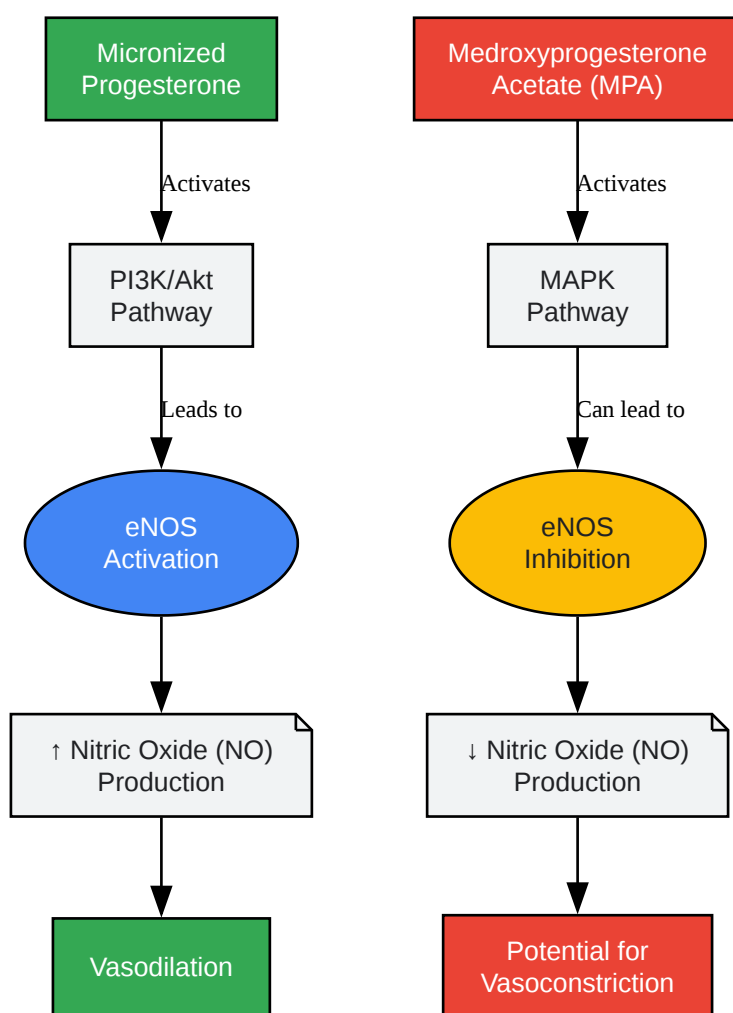 Micronized
Progesterone
Activates
PI3K/Akt
Pathway
Leads to
eNOS
Activation
↑ Nitric Oxide (NO)
Production
Vasodilation
Medroxyprogesterone
Acetate (MPA)
Activates
MAPK
Pathway
Can lead to
eNOS
Inhibition
↓ Nitric Oxide (NO)
Production
Potential for
Vasoconstriction